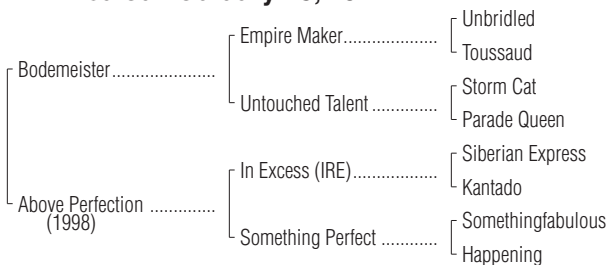 Unbridled
Empire Maker.....................
Toussaud
Bodemeister.......................
Storm Cat
Untouched Talent ..............
Parade Queen
Siberian Express
In Excess (IRE)...................
Kantado
Above Perfection ..............
(1998)
Somethingfabulous
Something Perfect ............
Happening